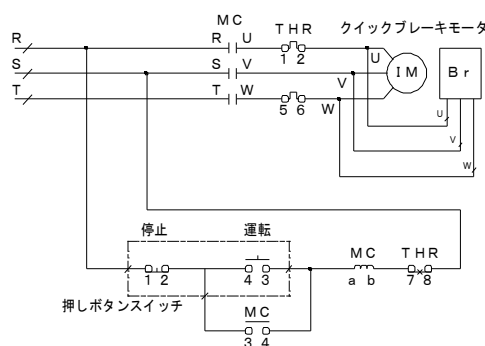 MC
R U THR クイックブレーキモータ
R
1 2 U
S S V IM Br
V
T T W
5 6 W
U
V
W
停止 運転
MC THR
1 2 4 3 a b 7 8
押しボタンスイッチ
MC
3 4